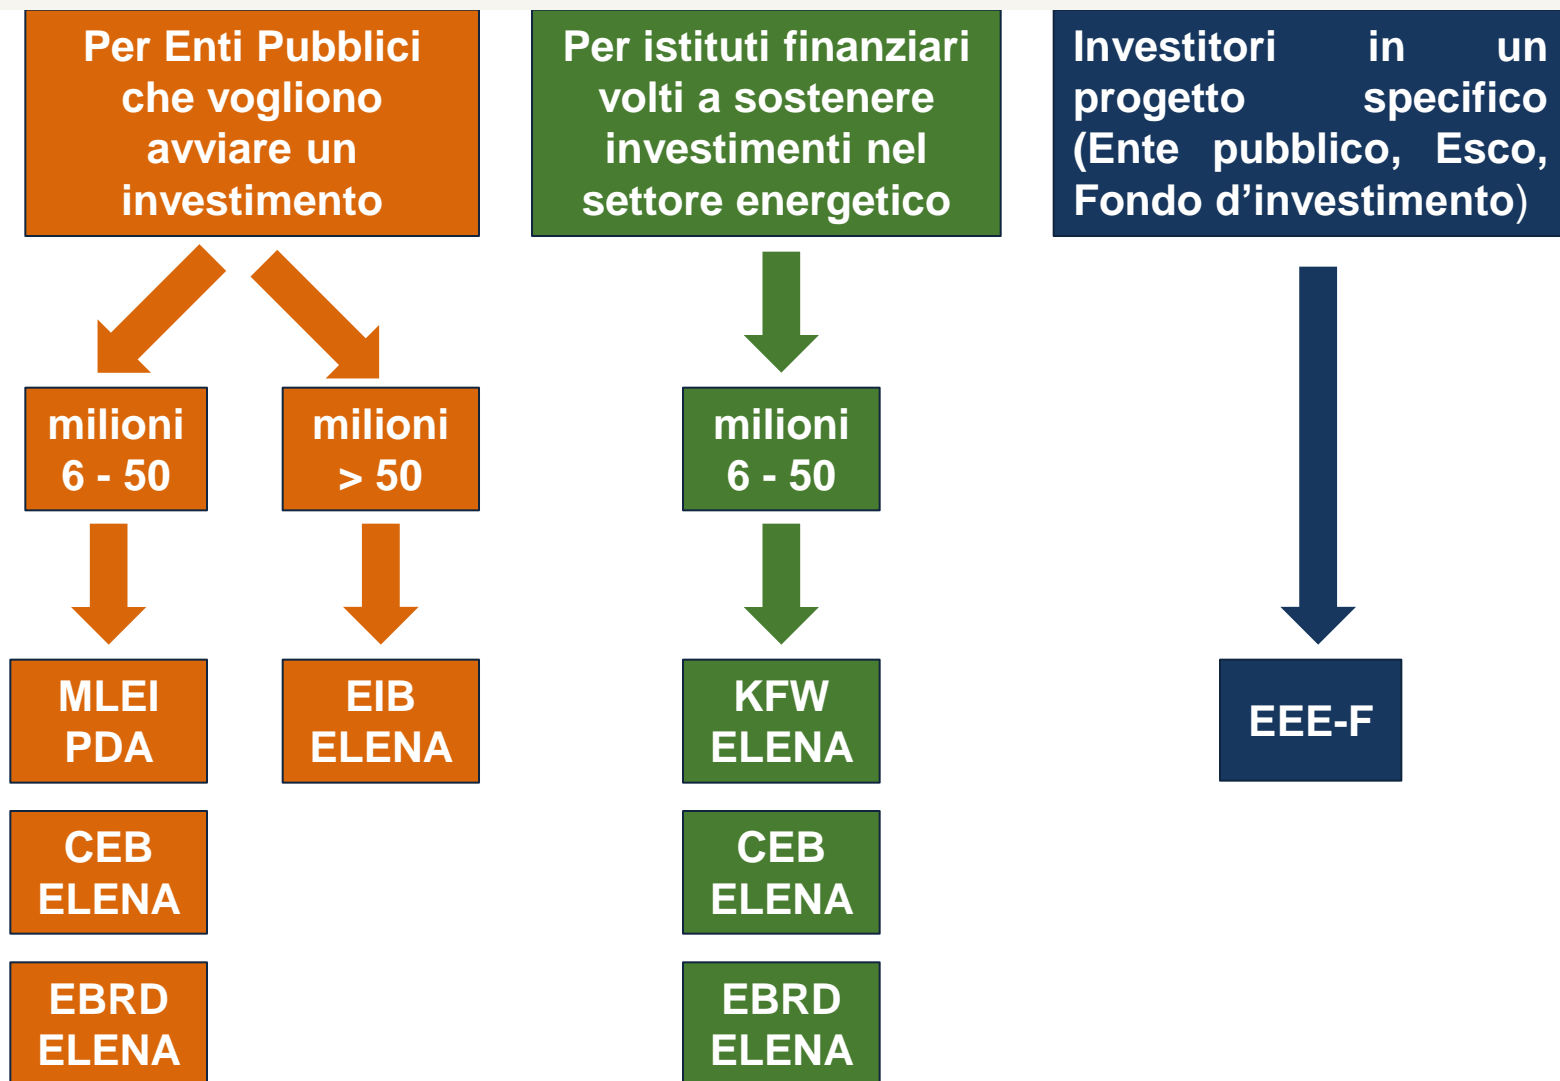 Per Enti Pubblici
che vogliono
avviare un
investimento
Per istituti finanziari
volti a sostenere
investimenti nel
settore energetico
Investitori in un
progetto specifico
(Ente pubblico, Esco,
Fondo d’investimento)
milioni
6 - 50
milioni
> 50
milioni
6 - 50
MLEI
PDA
EIB
ELENA
KFW
ELENA
EEE-F
CEB
ELENA
CEB
ELENA
EBRD
ELENA
EBRD
ELENA